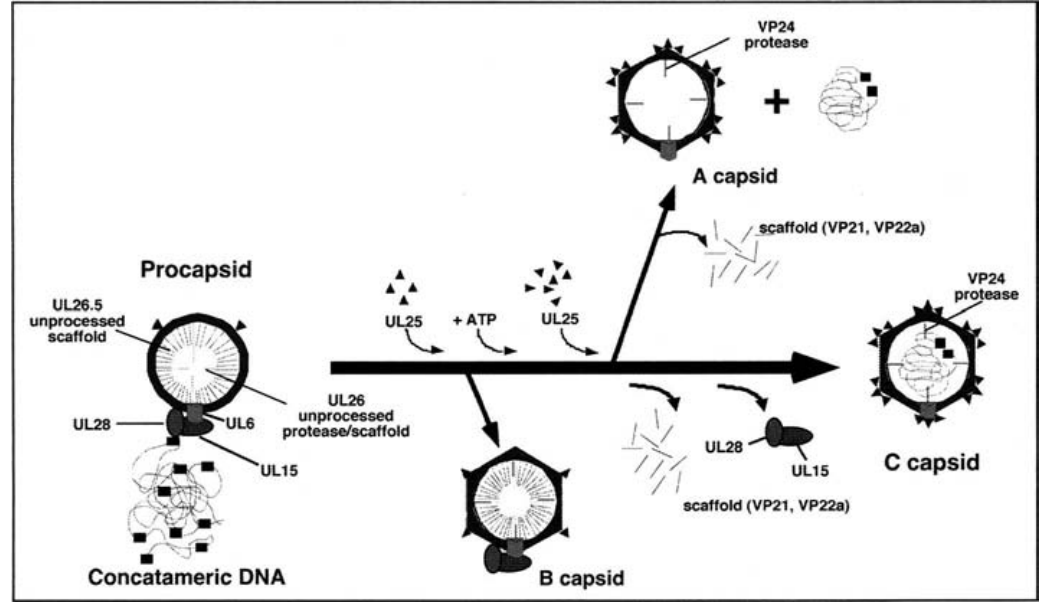 VP24
protease
A capsid
scaffold (VP21, VP22a)
Procapsid
UL26.5
unprocessed
scaffold
UL25
+ ATP
UL25
VP24
protease
UL28
UL6
UL26
unprocessed
protease/scaffold
UL15
UL28
UL15
C capsid
scaffold (VP21, VP22a)
Concatameric DNA
B capsid